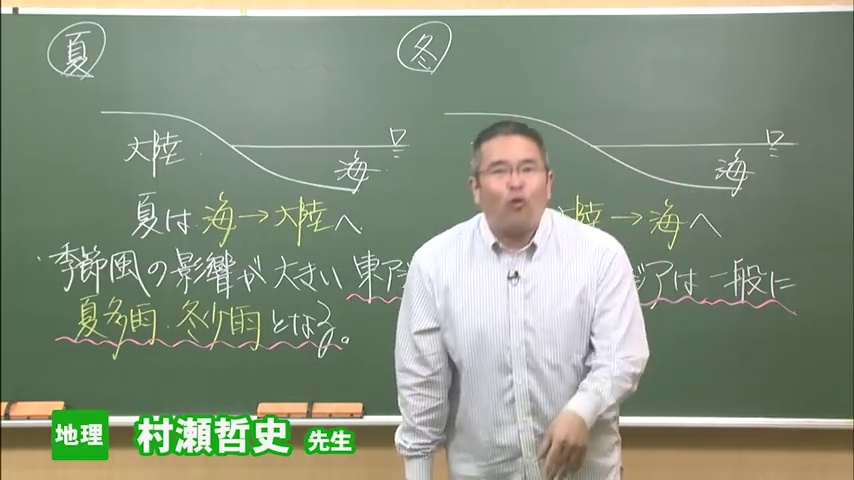 夏
冬
大陸
海
海
夏は 海→大陸へ
大陸→海へ
季節風の影響が大きい 東ア
ジアは一般に
夏多雨・冬少雨となる。
地理 村瀬哲史 先生